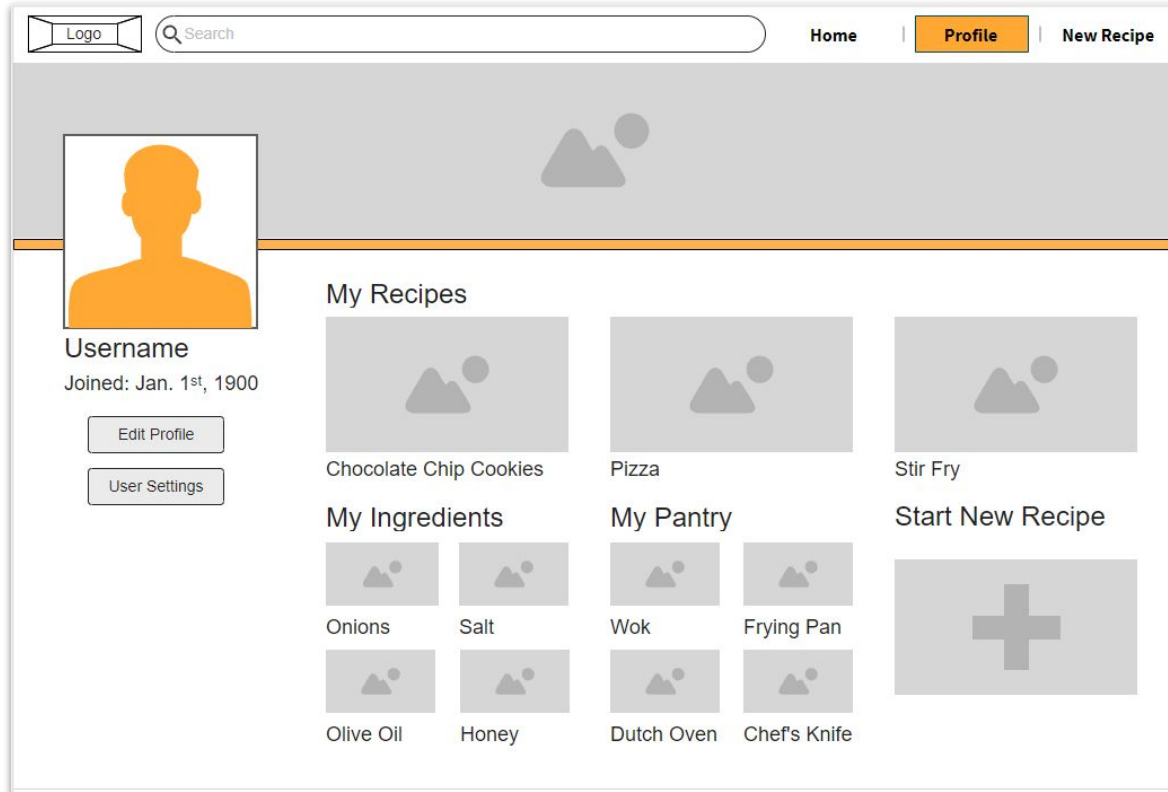 Logo
Search
Home | Profile | New Recipe
My Recipes
Username
Joined: Jan. 1st, 1900
Edit Profile
User Settings
Chocolate Chip Cookies
Pizza
Stir Fry
My Ingredients
My Pantry
Start New Recipe
Onions
Salt
Wok
Frying Pan
Olive Oil
Honey
Dutch Oven
Chef's Knife